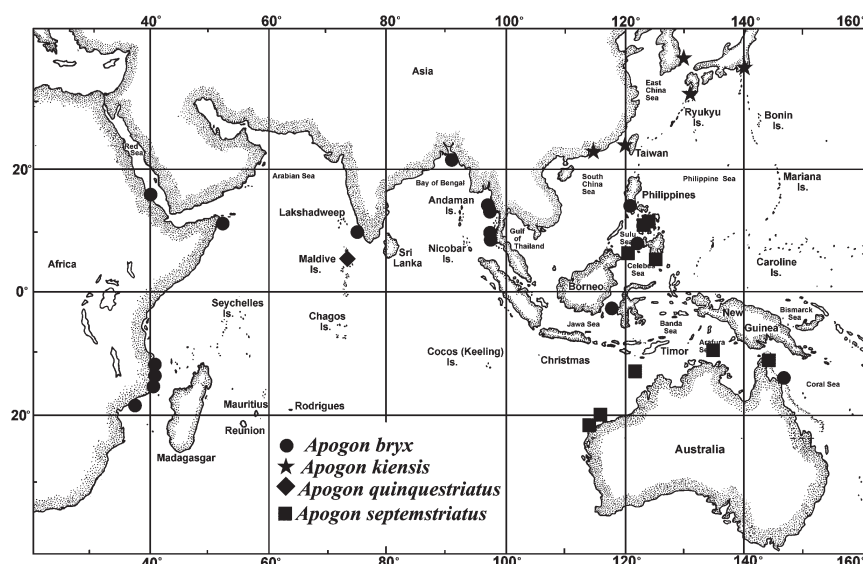 40° 60° 80° 100° 120° 140° 160°
Asia
East
China
Sea
Ryukyu
Is.
Bonin
Is.
Red
Sea
Taiwan
20°
Arabian Sea
Bay of Bengal
South
China
Sea
Philippine Sea
Mariana
Is.
Lakshadweep
Andaman
Is.
Philippines
Gulf
of
Thailand
Sulu
Sea
Africa
Maldive
Is.
Sri
Lanka
Nicobar
Is.
Celebes
Sea
Caroline
Is.
0°
Borneo
Seychelles
Is.
New
Guinea
Bismarck
Sea
Chagos
Is.
Jawa Sea
Banda
Sea
Arafura
Sea
Cocos (Keeling)
Is.
Christmas
Timor
Coral Sea
Mauritius
Rodrigues
20°
Reunion
Madagasgar
Australia
Apogon bryx
Apogon kiensis
Apogon quinquestriatus
Apogon septemstriatus
40° 60° 80° 100° 120° 140° 160°